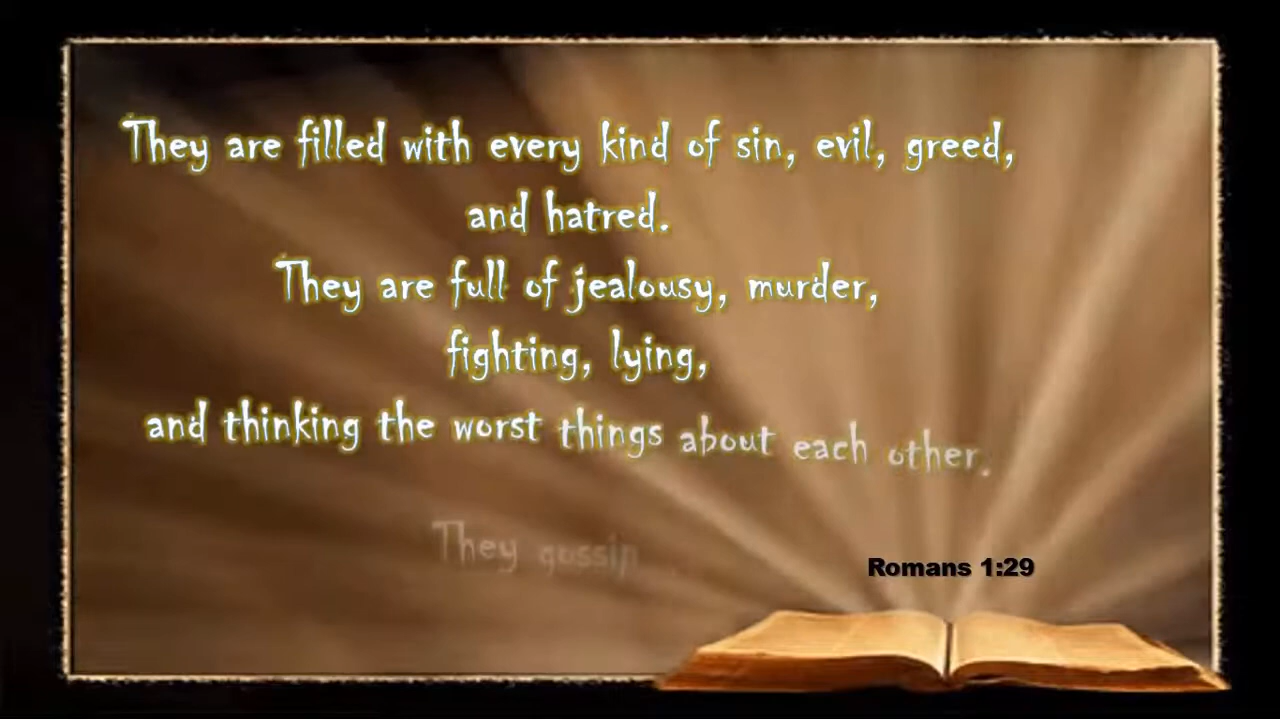 They are filled with every kind of sin, evil, greed,
and hatred.
They are full of jealousy, murder,
fighting, lying,
and thinking the worst things about each other.
They gossip
Romans 1:29